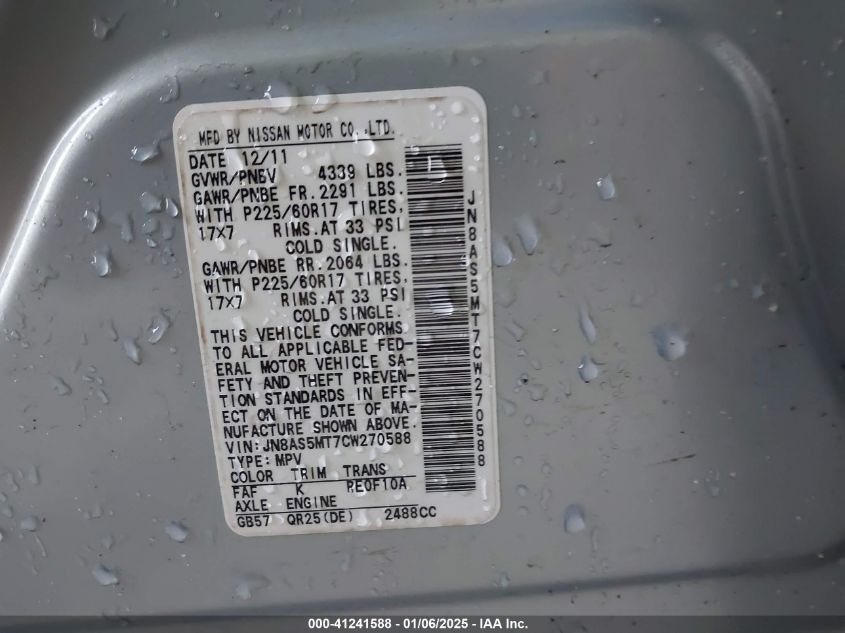 MFD BY NISSAN MOTOR CO.,LTD.
DATE 12/11
GVWR/PNBV 4339 LBS.
GAWR/PNBE FR.2291 LBS.
WITH P225/60R17 TIRES,
17X7 RIMS.AT 33 PSI
COLD SINGLE.
GAWR/PNBE RR.2064 LBS.
WITH P225/60R17 TIRES,
17X7 RIMS.AT 33 PSI
COLD SINGLE.
THIS VEHICLE CONFORMS
TO ALL APPLICABLE FED-
ERAL MOTOR VEHICLE SA-
FETY AND THEFT PREVEN-
TION STANDARDS IN EFF-
ECT ON THE DATE OF MA-
NUFACTURE SHOWN ABOVE.
VIN:JN8AS5MT7CW270588
TYPE:MPV
COLOR TRIM TRANS
FAF K RE0F10A
AXLE ENGINE
GB57 QR25(DE) 2488CC
JN8AS5MT7CW270588
000-41241588 - 01/06/2025 - IAA Inc.